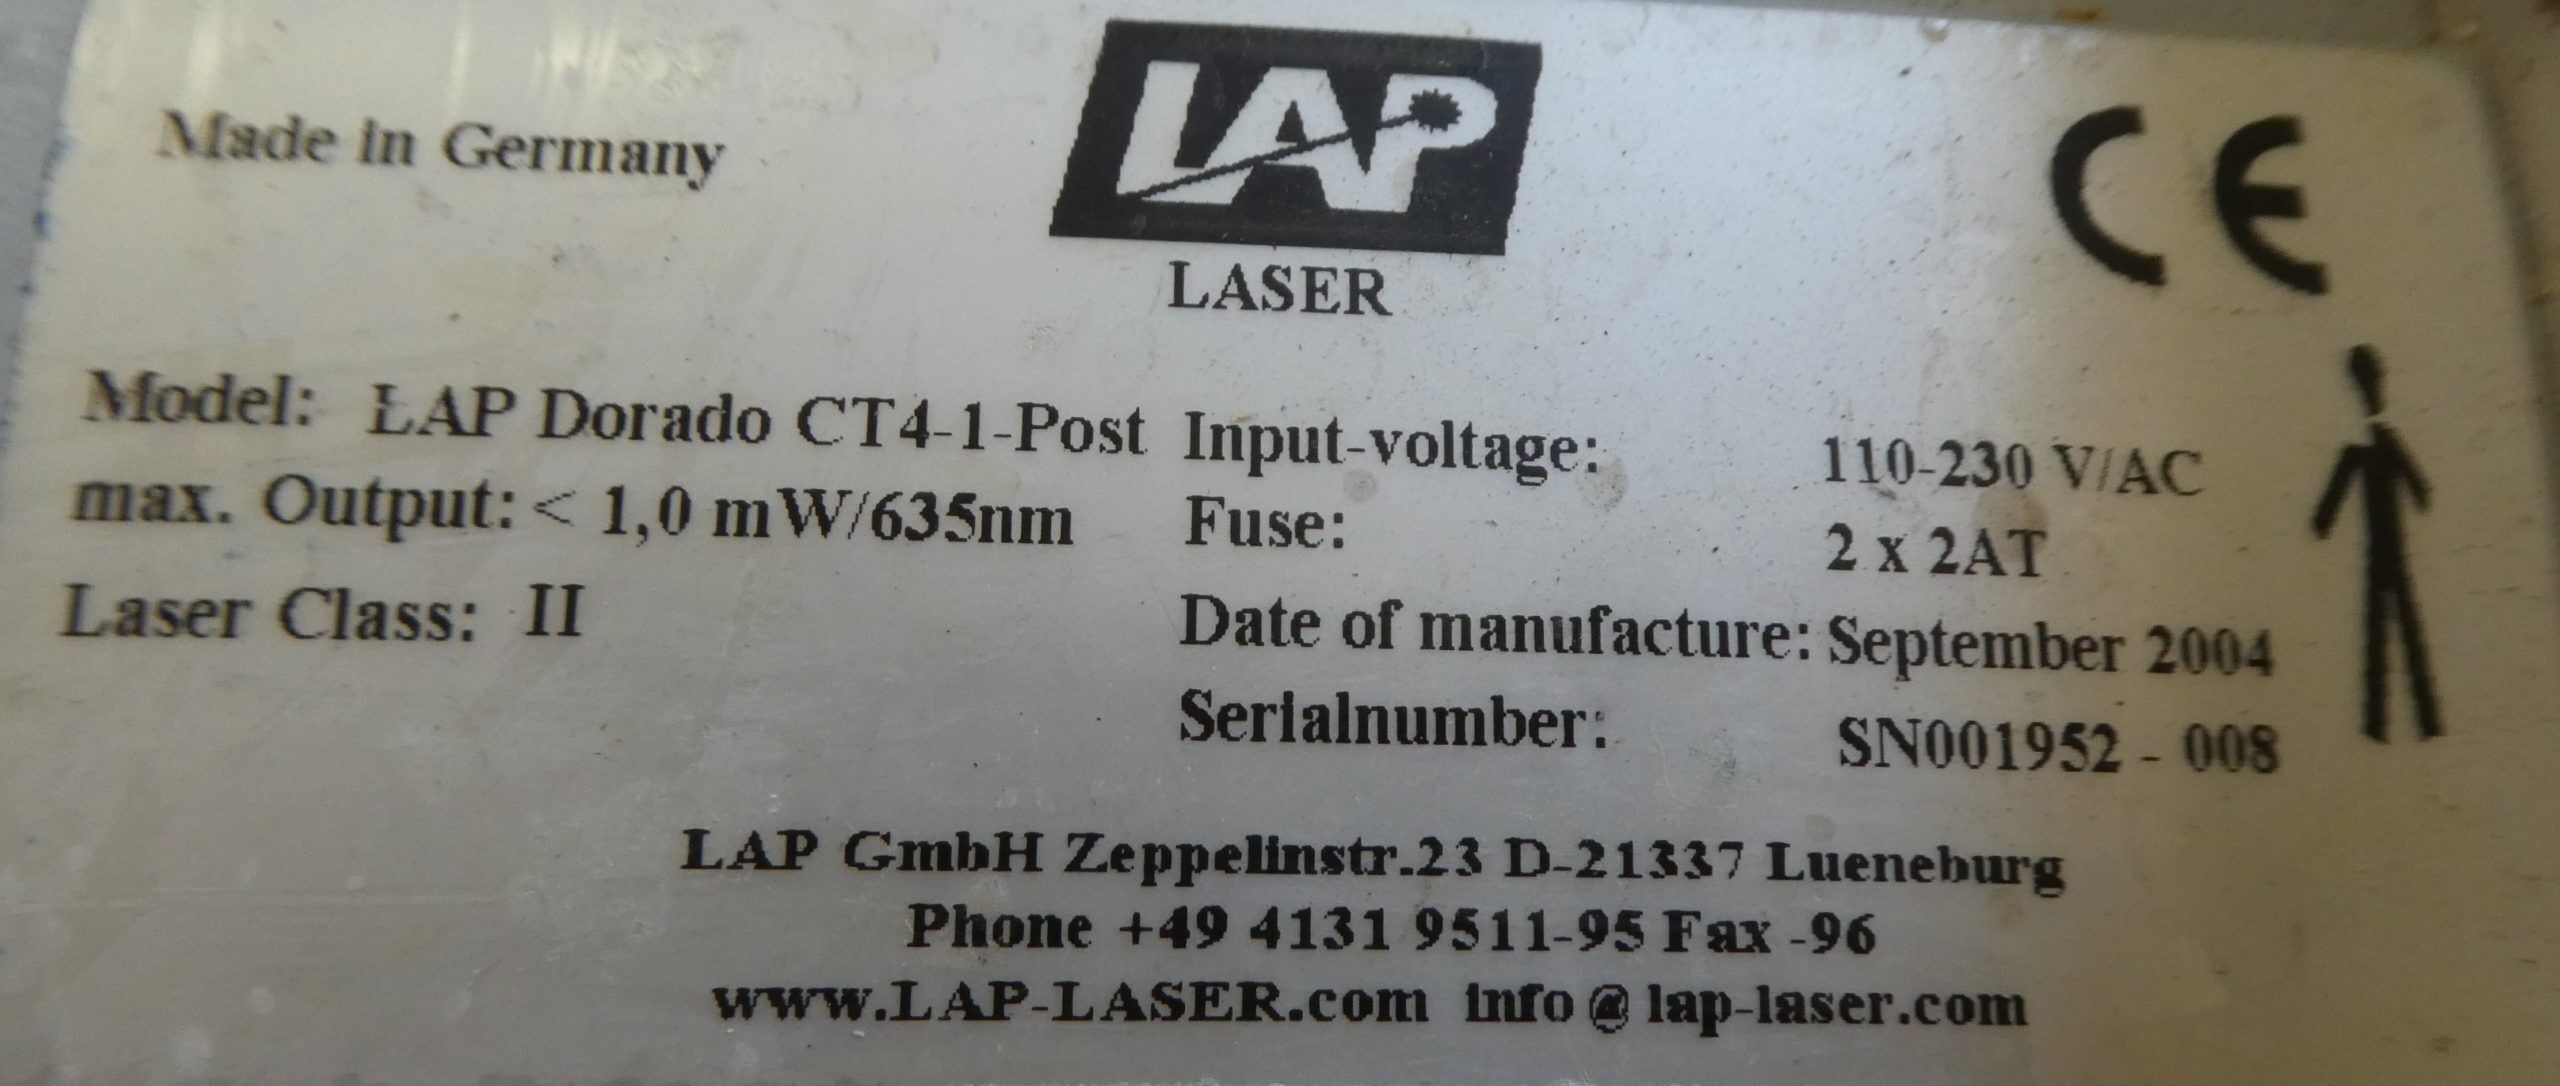 Made in Germany
LAP
LASER
CE
Model: LAP Dorado CT4-1-Post
max. Output: < 1,0 mW/635nm
Laser Class: II
Input-voltage: 110-230 V/AC
Fuse: 2 x 2AT
Date of manufacture: September 2004
Serialnumber: SN001952 - 008
LAP GmbH Zeppelinstr.23 D-21337 Lueneburg
Phone +49 4131 9511-95 Fax -96
www.LAP-LASER.com info @ lap-laser.com